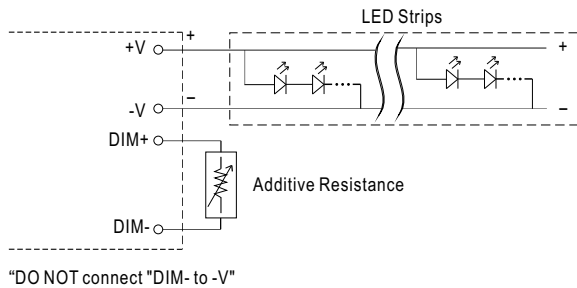 LED Strips
+V
+
+
-V
–
–
DIM+
Additive Resistance
DIM-
“DO NOT connect "DIM- to -V"